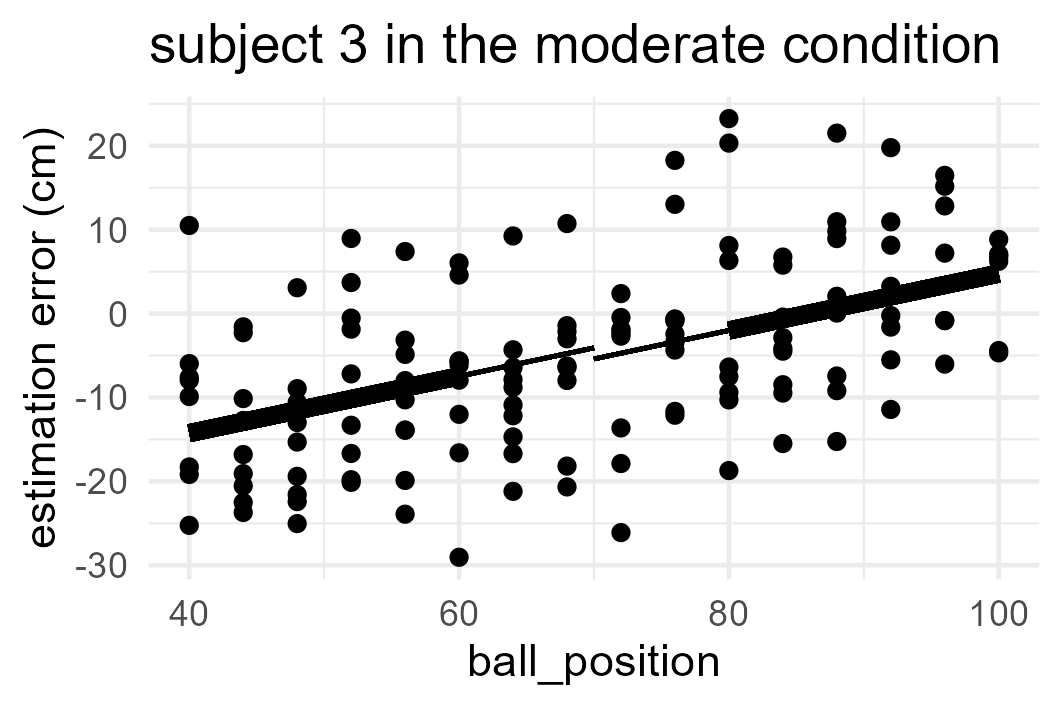 subject 3 in the moderate condition
estimation error (cm)
20
10
0
-10
-20
-30
40 60 80 100
ball_position